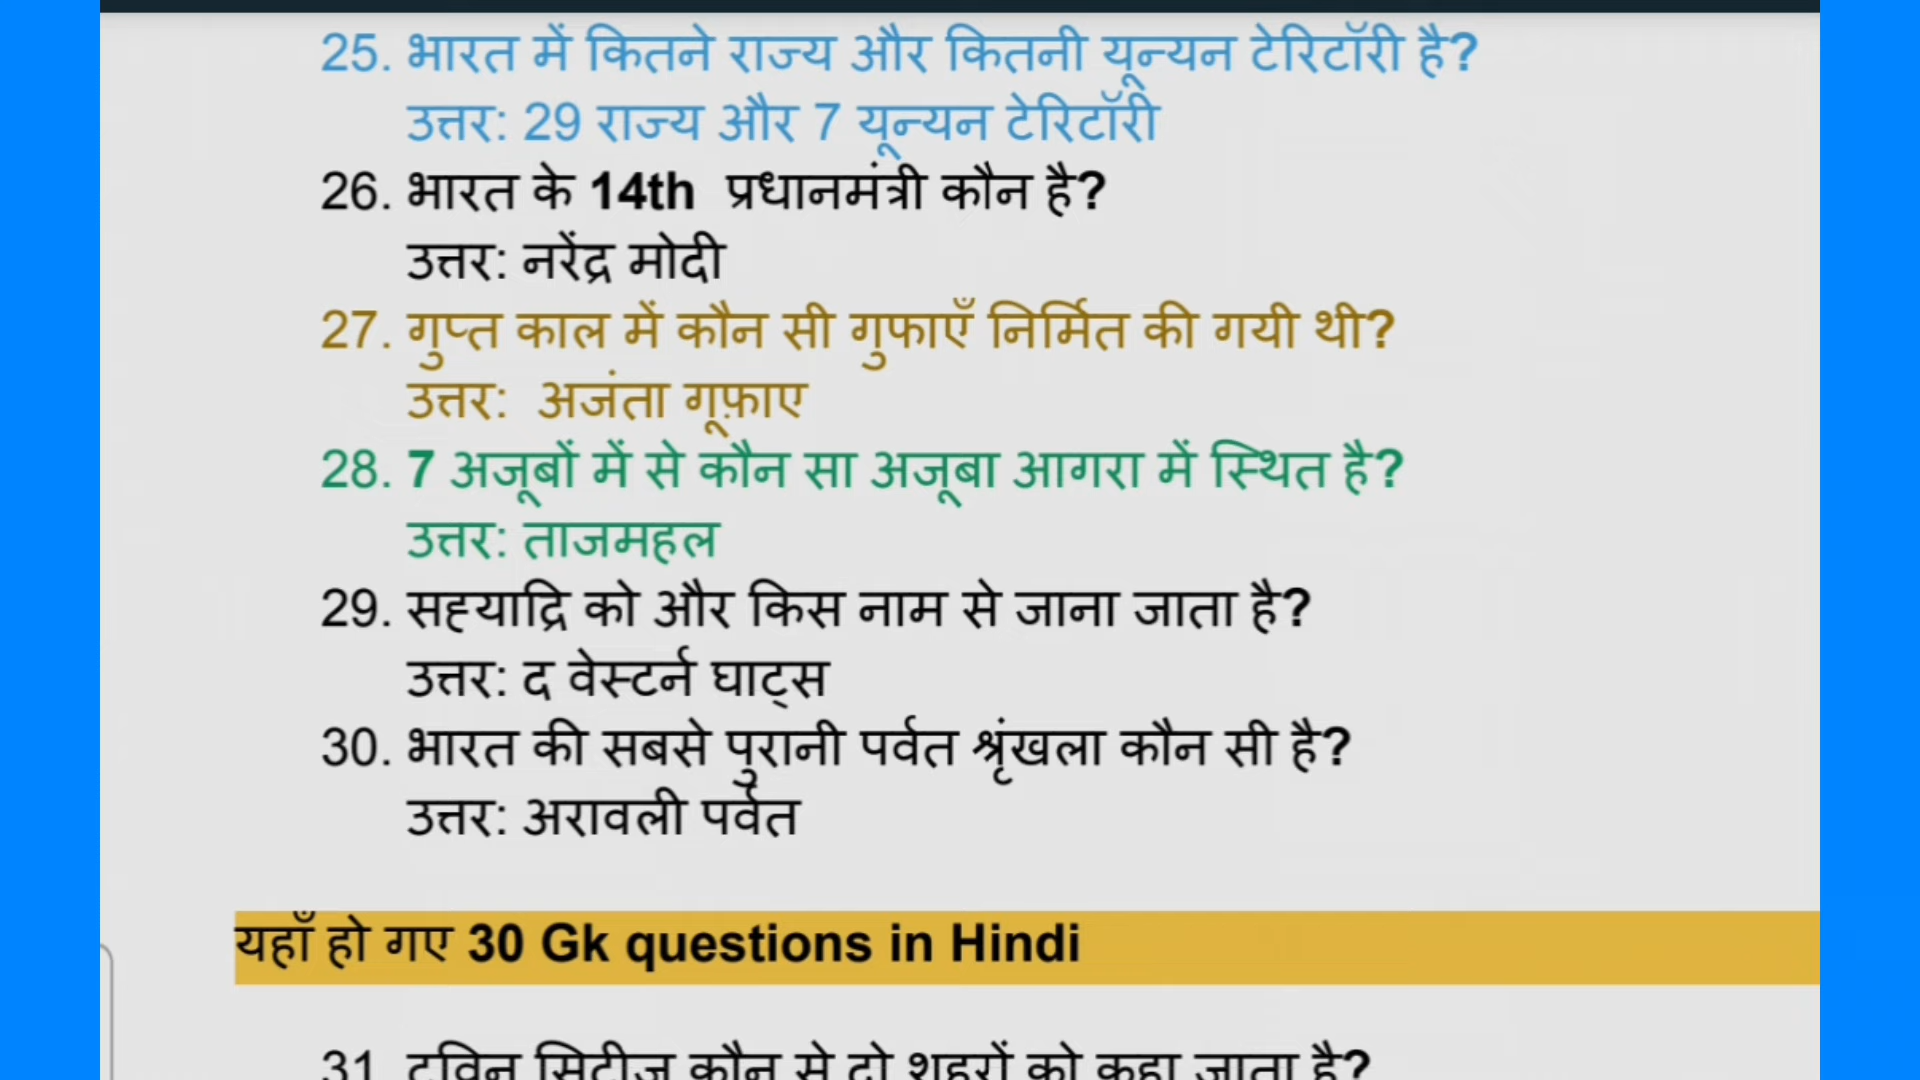 25. भारत में कितने राज्य और कितनी यून्यन टेरिटॉरी है?
उत्तर: 29 राज्य और 7 यून्यन टेरिटॉरी
26. भारत के 14th प्रधानमंत्री कौन है?
उत्तर: नरेंद्र मोदी
27. गुप्त काल में कौन सी गुफाएँ निर्मित की गयी थी?
उत्तर: अजंता गूफ़ाए
28. 7 अजूबों में से कौन सा अजूबा आगरा में स्थित है?
उत्तर: ताजमहल
29. सह्याद्रि को और किस नाम से जाना जाता है?
उत्तर: द वेस्टर्न घाट्स
30. भारत की सबसे पुरानी पर्वत श्रृंखला कौन सी है?
उत्तर: अरावली पर्वत
यहाँ हो गए 30 Gk questions in Hindi
31. ट्विन सिटीज़ कौन से दो शहरों को कहा जाता है?